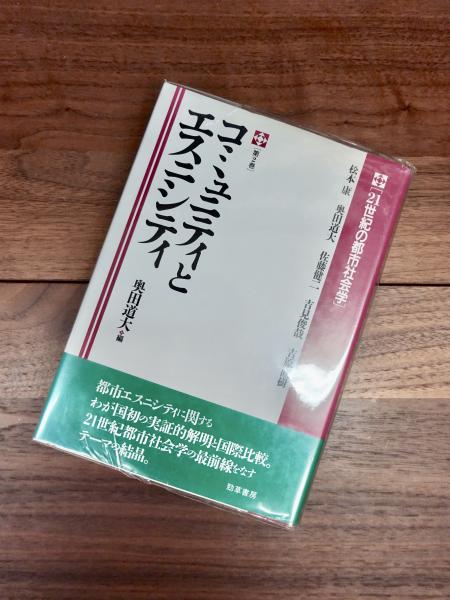 [21世紀の都市社会学]
松本 康 奥田道大 佐藤健二 吉見俊哉 吉原直樹
[第2巻]
コミュニティと
エスニシティ
奥田道大・編
都市エスニシティに関する
わが国初の実証的解明と国際比較。
21世紀都市社会学の最前線をなす
テーマの結晶。
勁草書房